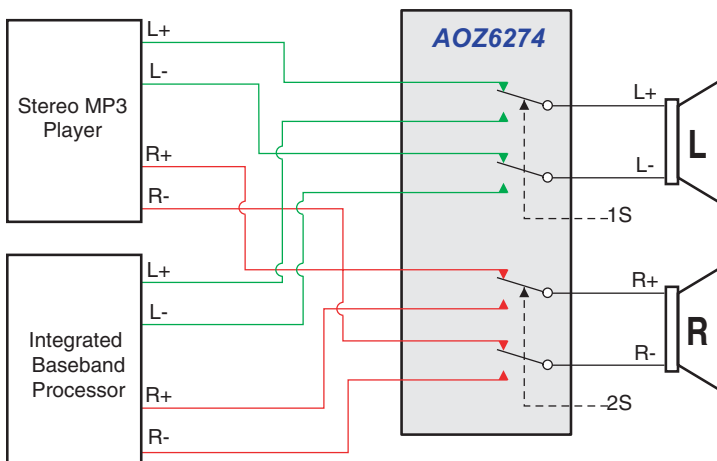 Stereo MP3
Player
L+
L-
R+
R-
Integrated
Baseband
Processor
L+
L-
R+
R-
AOZ6274
1S
2S
L+
L-
L
R+
R-
R